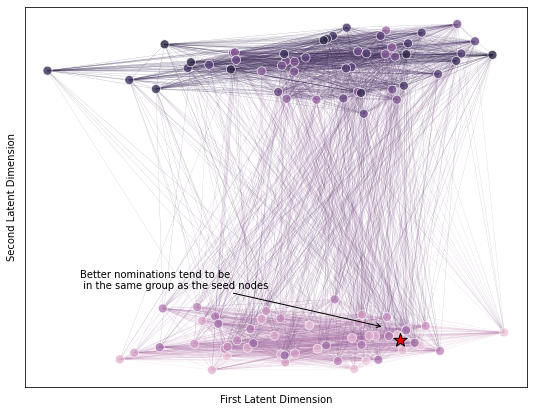 Second Latent Dimension
Better nominations tend to be
in the same group as the seed nodes
First Latent Dimension